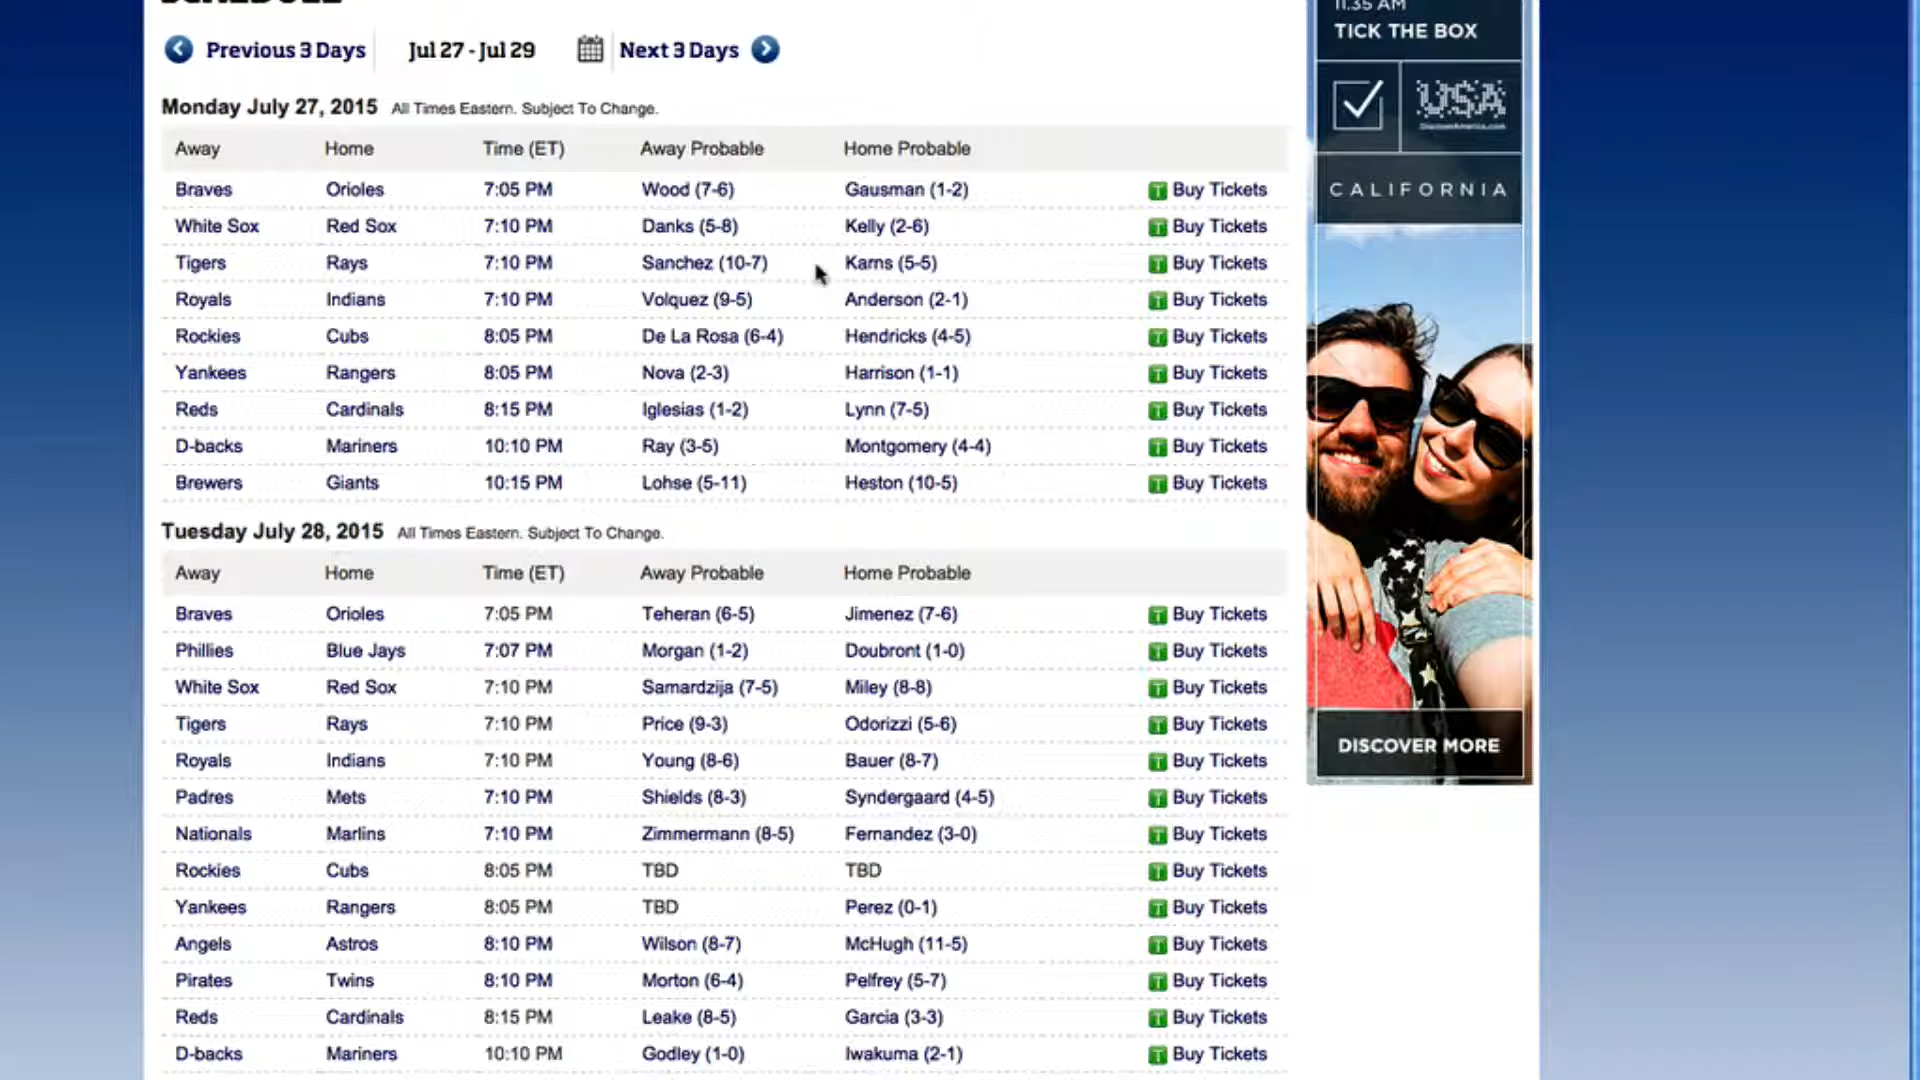 SCHEDULE
Previous 3 Days Jul 27 - Jul 29 Next 3 Days
Monday July 27, 2015 All Times Eastern. Subject To Change.
Away Home Time (ET) Away Probable Home Probable
Braves Orioles 7:05 PM Wood (7-6) Gausman (1-2) Buy Tickets
White Sox Red Sox 7:10 PM Danks (5-8) Kelly (2-6) Buy Tickets
Tigers Rays 7:10 PM Sanchez (10-7) Karns (5-5) Buy Tickets
Royals Indians 7:10 PM Volquez (9-5) Anderson (2-1) Buy Tickets
Rockies Cubs 8:05 PM De La Rosa (6-4) Hendricks (4-5) Buy Tickets
Yankees Rangers 8:05 PM Nova (2-3) Harrison (1-1) Buy Tickets
Reds Cardinals 8:15 PM Iglesias (1-2) Lynn (7-5) Buy Tickets
D-backs Mariners 10:10 PM Ray (3-5) Montgomery (4-4) Buy Tickets
Brewers Giants 10:15 PM Lohse (5-11) Heston (10-5) Buy Tickets
Tuesday July 28, 2015 All Times Eastern. Subject To Change.
Away Home Time (ET) Away Probable Home Probable
Braves Orioles 7:05 PM Teheran (6-5) Jimenez (7-6) Buy Tickets
Phillies Blue Jays 7:07 PM Morgan (1-2) Doubront (1-0) Buy Tickets
White Sox Red Sox 7:10 PM Samardzija (7-5) Miley (8-8) Buy Tickets
Tigers Rays 7:10 PM Price (9-3) Odorizzi (5-6) Buy Tickets
Royals Indians 7:10 PM Young (8-6) Bauer (8-7) Buy Tickets
Padres Mets 7:10 PM Shields (8-3) Syndergaard (4-5) Buy Tickets
Nationals Marlins 7:10 PM Zimmermann (8-5) Fernandez (3-0) Buy Tickets
Rockies Cubs 8:05 PM TBD TBD Buy Tickets
Yankees Rangers 8:05 PM TBD Perez (0-1) Buy Tickets
Angels Astros 8:10 PM Wilson (8-7) McHugh (11-5) Buy Tickets
Pirates Twins 8:10 PM Morton (6-4) Pelfrey (5-7) Buy Tickets
Reds Cardinals 8:15 PM Leake (8-5) Garcia (3-3) Buy Tickets
D-backs Mariners 10:10 PM Godley (1-0) Iwakuma (2-1) Buy Tickets
11.35 AM
TICK THE BOX
USA
DiscoverAmerica.com
CALIFORNIA
DISCOVER MORE